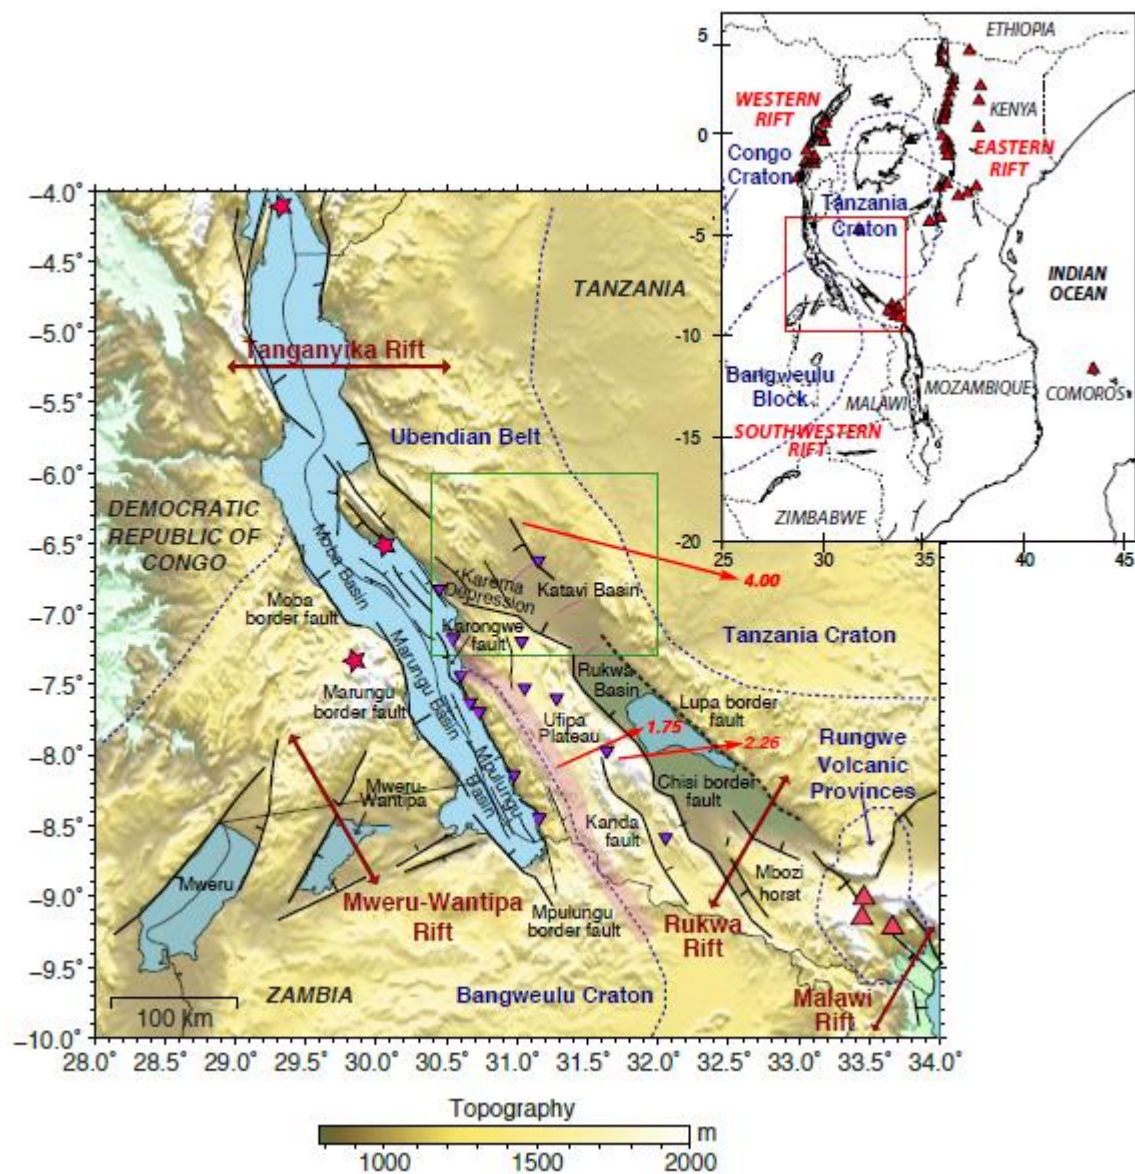 5
0
-5
-10
-15
-20
25
30
35
40
45
ETHIOPIA
WESTERN
RIFT
KENYA
EASTERN
RIFT
Congo
Craton
Tanzania
Craton
INDIAN
OCEAN
Bangweulu
Block
MALAWI
MOZAMBIQUE
COMOROS
SOUTHWESTERN
RIFT
ZIMBABWE
−4.0°
−4.5°
−5.0°
−5.5°
−6.0°
−6.5°
−7.0°
−7.5°
−8.0°
−8.5°
−9.0°
−9.5°
−10.0°
TANZANIA
Tanganyika Rift
Ubendian Belt
DEMOCRATIC
REPUBLIC OF
CONGO
Moba Basin
Karema
Depression
Katavi Basin
4.00
Moba
border fault
Karongwe
fault
Tanzania Craton
Marungu
border fault
Marungu Basin
Rukwa
Basin
Lupa border
fault
Ufipa
Plateau
1.75
2.26
Rungwe
Volcanic
Provinces
Mweru-
Wantipa
Mpulungu
Basin
Chisi border
fault
Kanda
fault
Mweru
Mbozi
horst
Mweru-Wantipa
Rift
Mpulungu
border fault
Rukwa
Rift
ZAMBIA
Bangweulu Craton
Malawi
Rift
100 km
28.0°
28.5°
29.0°
29.5°
30.0°
30.5°
31.0°
31.5°
32.0°
32.5°
33.0°
33.5°
34.0°
Topography
m
1000
1500
2000